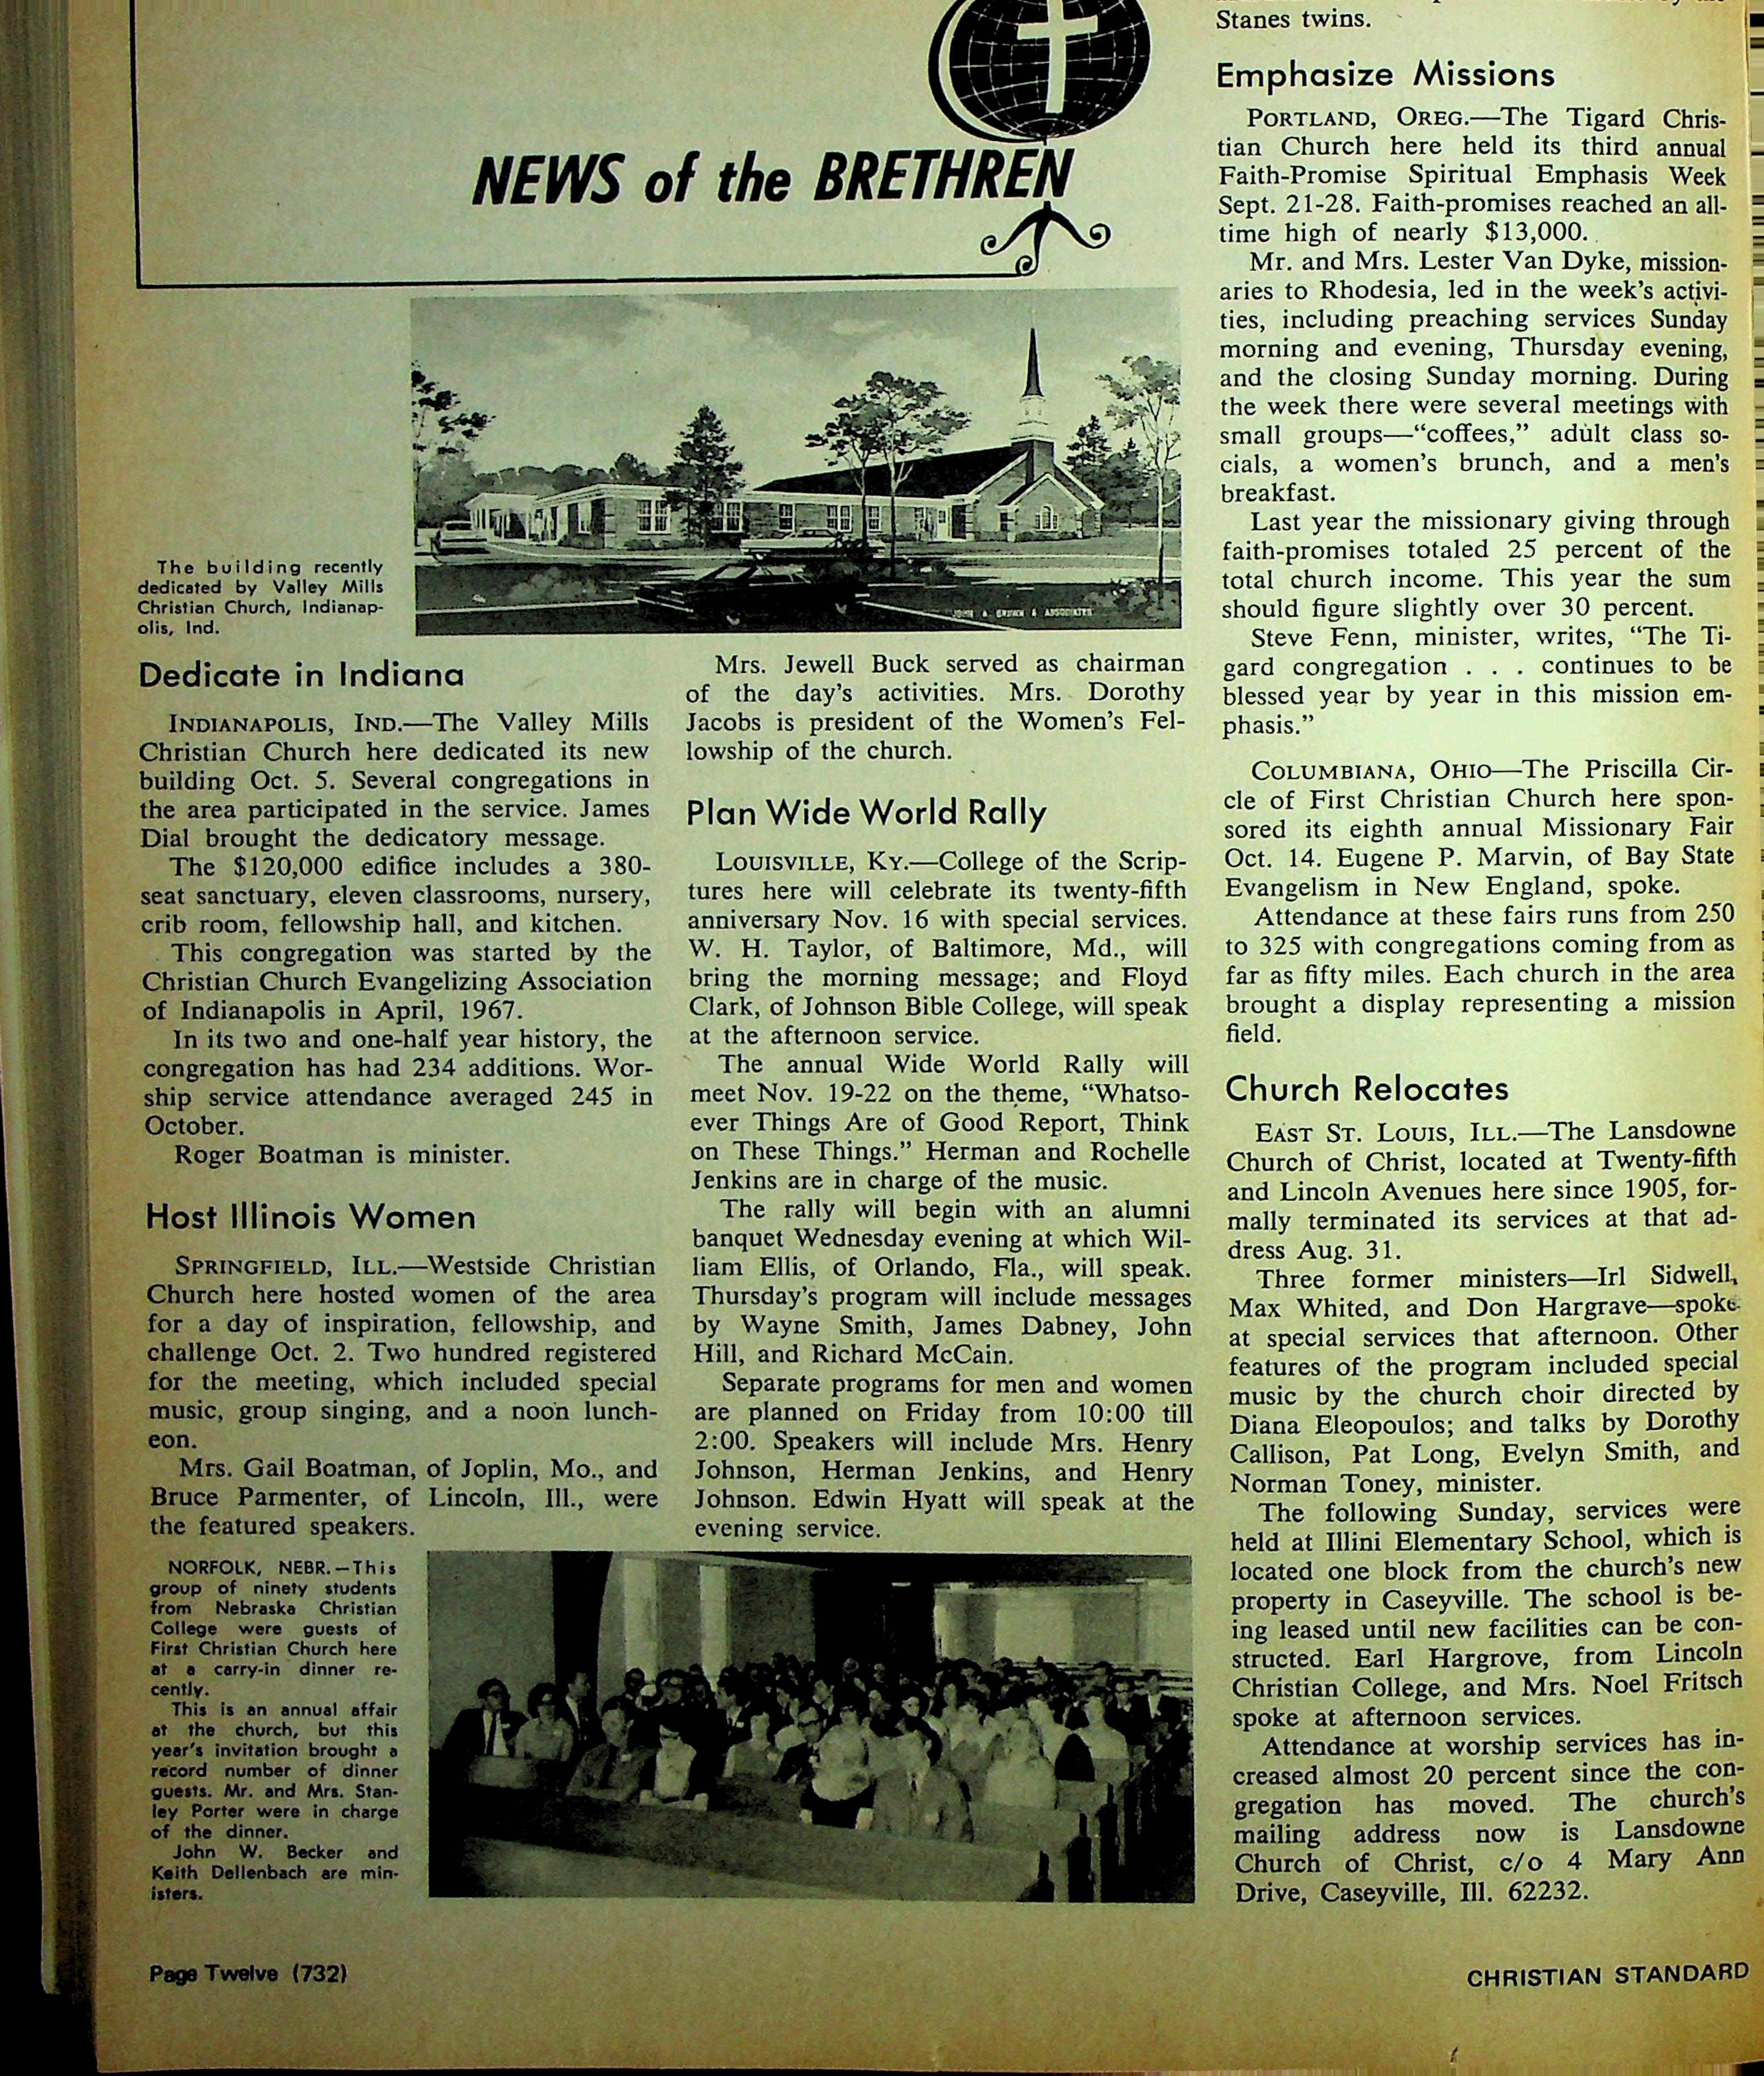 NEWS of the BRETHREN
The building recently
dedicated by Valley Mills
Christian Church, Indianap-
olis, Ind.
JOHN A. BROWN & ASSOCIATES
Dedicate in Indiana
INDIANAPOLIS, IND.—The Valley Mills
Christian Church here dedicated its new
building Oct. 5. Several congregations in
the area participated in the service. James
Dial brought the dedicatory message.
The $120,000 edifice includes a 380-
seat sanctuary, eleven classrooms, nursery,
crib room, fellowship hall, and kitchen.
This congregation was started by the
Christian Church Evangelizing Association
of Indianapolis in April, 1967.
In its two and one-half year history, the
congregation has had 234 additions. Wor-
ship service attendance averaged 245 in
October.
Roger Boatman is minister.
Host Illinois Women
SPRINGFIELD, ILL.—Westside Christian
Church here hosted women of the area
for a day of inspiration, fellowship, and
challenge Oct. 2. Two hundred registered
for the meeting, which included special
music, group singing, and a noon lunch-
eon.
Mrs. Gail Boatman, of Joplin, Mo., and
Bruce Parmenter, of Lincoln, Ill., were
the featured speakers.
NORFOLK, NEBR.—This
group of ninety students
from Nebraska Christian
College were guests of
First Christian Church here
at a carry-in dinner re-
cently.
This is an annual affair
at the church, but this
year's invitation brought a
record number of dinner
guests. Mr. and Mrs. Stan-
ley Porter were in charge
of the dinner.
John W. Becker and
Keith Dellenbach are min-
isters.
Mrs. Jewell Buck served as chairman
of the day's activities. Mrs. Dorothy
Jacobs is president of the Women's Fel-
lowship of the church.
Plan Wide World Rally
LOUISVILLE, KY.—College of the Scrip-
tures here will celebrate its twenty-fifth
anniversary Nov. 16 with special services.
W. H. Taylor, of Baltimore, Md., will
bring the morning message; and Floyd
Clark, of Johnson Bible College, will speak
at the afternoon service.
The annual Wide World Rally will
meet Nov. 19-22 on the theme, "Whatso-
ever Things Are of Good Report, Think
on These Things." Herman and Rochelle
Jenkins are in charge of the music.
The rally will begin with an alumni
banquet Wednesday evening at which Wil-
liam Ellis, of Orlando, Fla., will speak.
Thursday's program will include messages
by Wayne Smith, James Dabney, John
Hill, and Richard McCain.
Separate programs for men and women
are planned on Friday from 10:00 till
2:00. Speakers will include Mrs. Henry
Johnson, Herman Jenkins, and Henry
Johnson. Edwin Hyatt will speak at the
evening service.
Stanes twins.
Emphasize Missions
PORTLAND, OREG.—The Tigard Chris-
tian Church here held its third annual
Faith-Promise Spiritual Emphasis Week
Sept. 21-28. Faith-promises reached an all-
time high of nearly $13,000.
Mr. and Mrs. Lester Van Dyke, mission-
aries to Rhodesia, led in the week's activi-
ties, including preaching services Sunday
morning and evening, Thursday evening,
and the closing Sunday morning. During
the week there were several meetings with
small groups—"coffees," adult class so-
cials, a women's brunch, and a men's
breakfast.
Last year the missionary giving through
faith-promises totaled 25 percent of the
total church income. This year the sum
should figure slightly over 30 percent.
Steve Fenn, minister, writes, "The Ti-
gard congregation . . . continues to be
blessed year by year in this mission em-
phasis."
COLUMBIANA, OHIO—The Priscilla Cir-
cle of First Christian Church here spon-
sored its eighth annual Missionary Fair
Oct. 14. Eugene P. Marvin, of Bay State
Evangelism in New England, spoke.
Attendance at these fairs runs from 250
to 325 with congregations coming from as
far as fifty miles. Each church in the area
brought a display representing a mission
field.
Church Relocates
EAST ST. LOUIS, ILL.—The Lansdowne
Church of Christ, located at Twenty-fifth
and Lincoln Avenues here since 1905, for-
mally terminated its services at that ad-
dress Aug. 31.
Three former ministers—Irl Sidwell,
Max Whited, and Don Hargrave—spoke
at special services that afternoon. Other
features of the program included special
music by the church choir directed by
Diana Eleopoulos; and talks by Dorothy
Callison, Pat Long, Evelyn Smith, and
Norman Toney, minister.
The following Sunday, services were
held at Illini Elementary School, which is
located one block from the church's new
property in Caseyville. The school is be-
ing leased until new facilities can be con-
structed. Earl Hargrove, from Lincoln
Christian College, and Mrs. Noel Fritsch
spoke at afternoon services.
Attendance at worship services has in-
creased almost 20 percent since the con-
gregation has moved. The church's
mailing address now is Lansdowne
Church of Christ, c/o 4 Mary Ann
Drive, Caseyville, Ill. 62232.
Page Twelve (732)
CHRISTIAN STANDARD